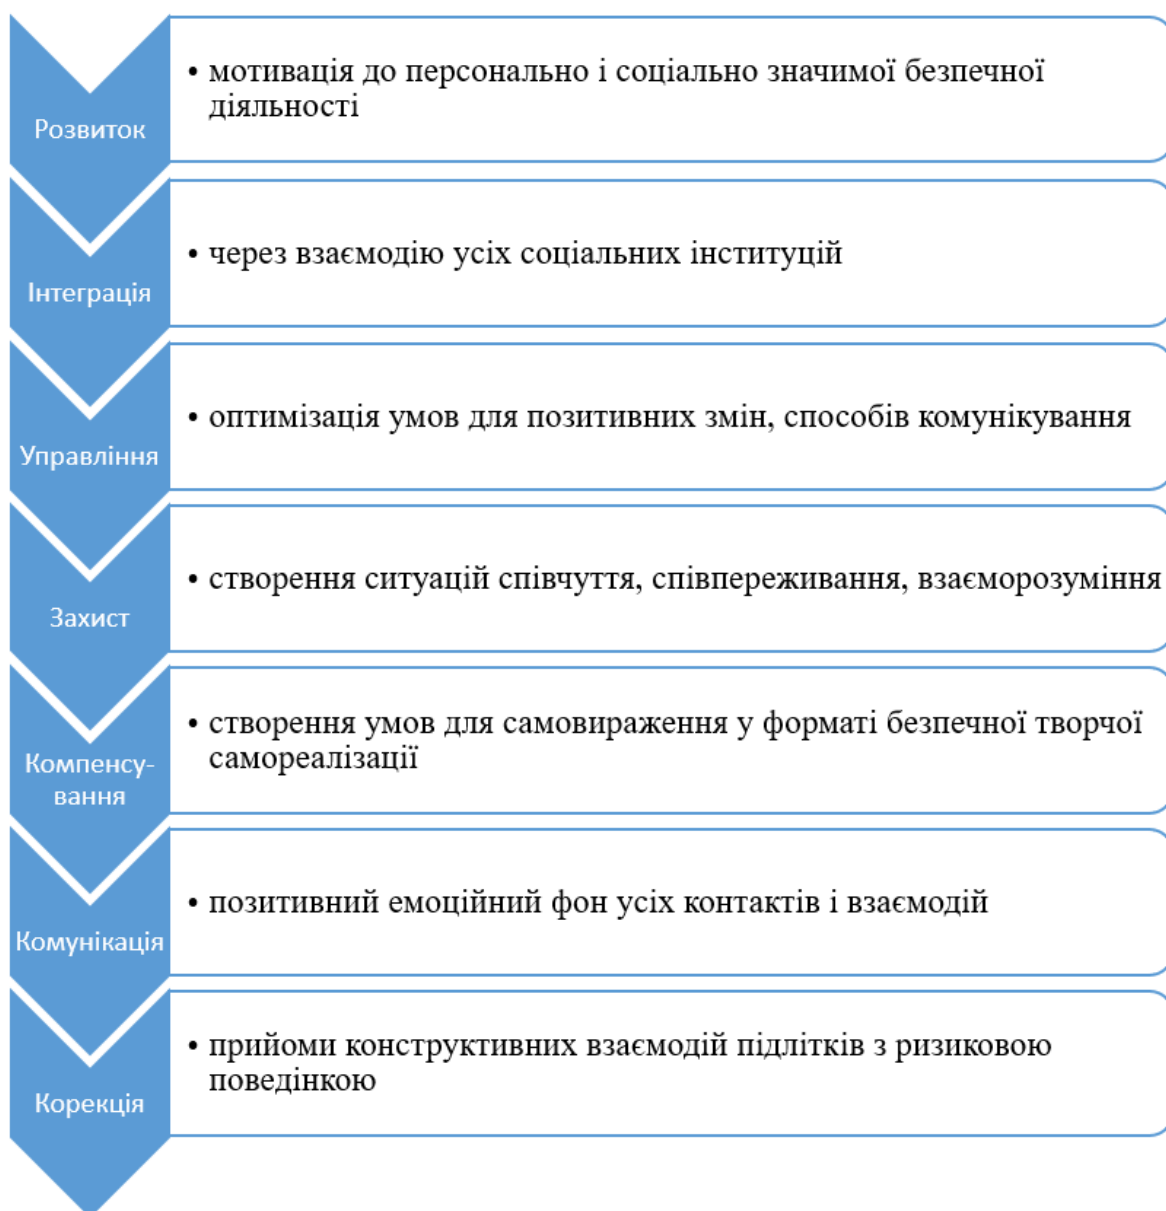 Розвиток
• мотивація до персонально і соціально значимої безпечної
діяльності
Інтеграція
• через взаємодію усіх соціальних інституцій
Управління
• оптимізація умов для позитивних змін, способів комунікування
Захист
• створення ситуацій співчуття, співпереживання, взаєморозуміння
Компенсу-
вання
• створення умов для самовираження у форматі безпечної творчої
самореалізації
Комунікація
• позитивний емоційний фон усіх контактів і взаємодій
Корекція
• прийоми конструктивних взаємодій підлітків з ризиковою
поведінкою